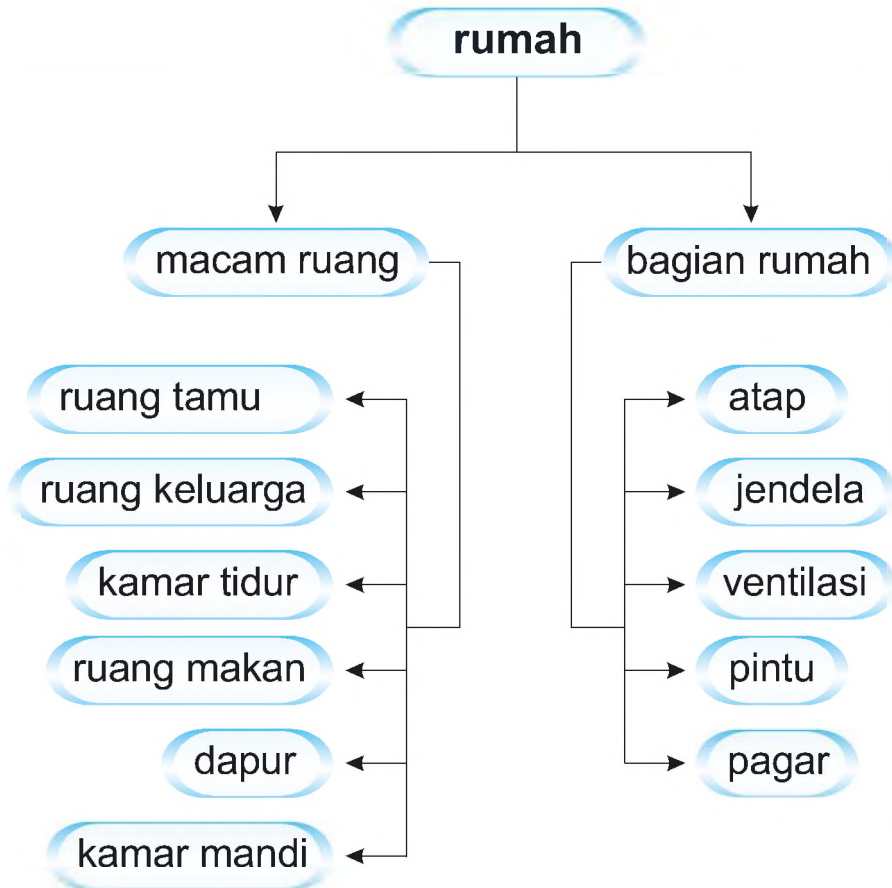 rumah
macam ruang
ruang tamu
ruang keluarga
kamar tidur
ruang makan
dapur
kamar mandi
bagian rumah
atap
jendela
ventilasi
pintu
pagar